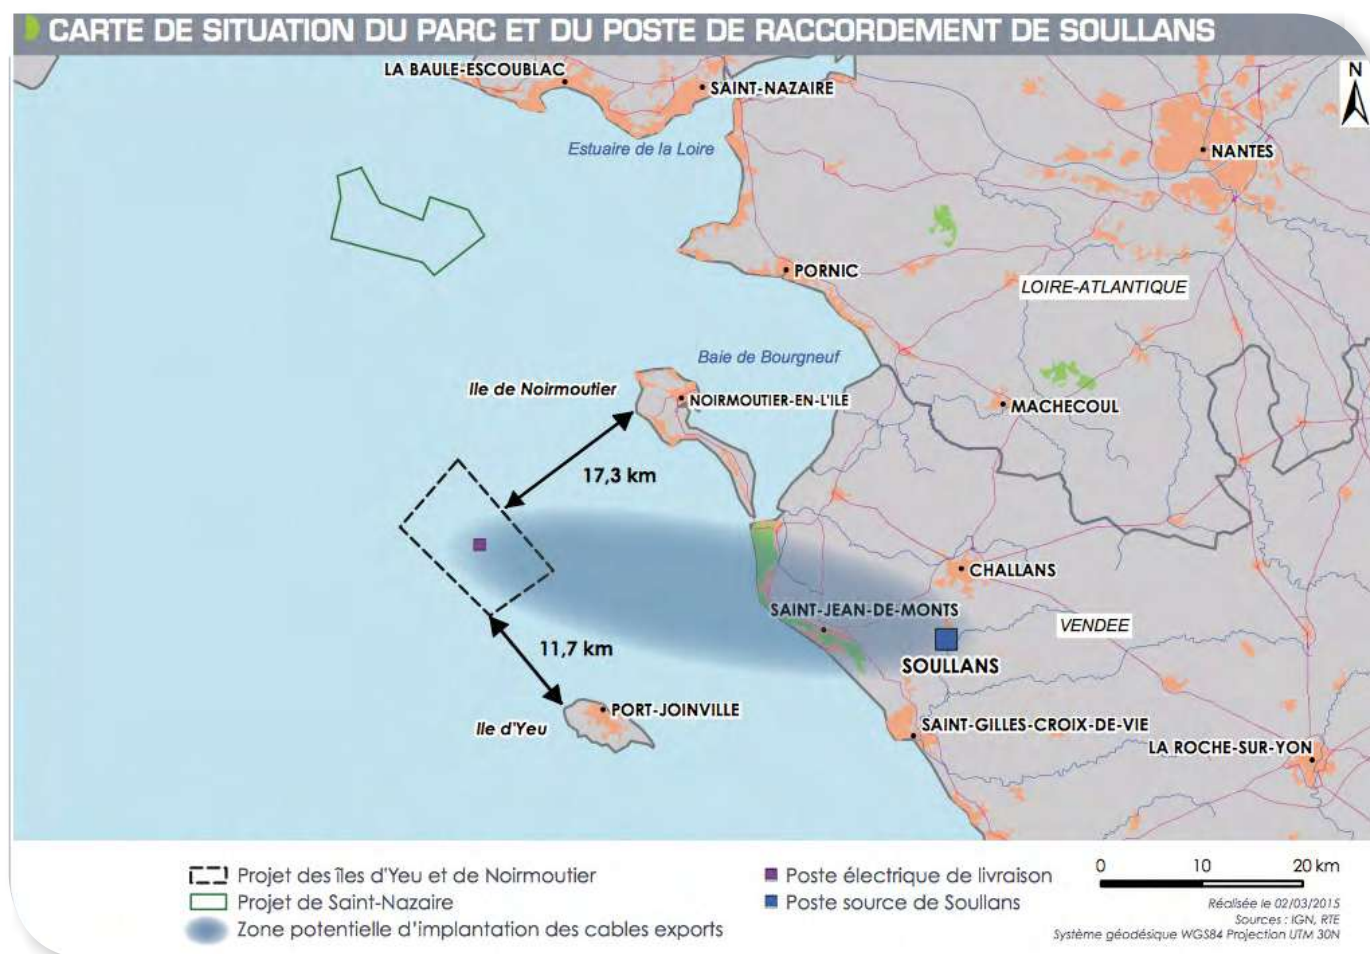 CARTE DE SITUATION DU PARC ET DU POSTE DE RACCORDEMENT DE SOULLANS
LA BAULE-ESCOUBLAC
SAINT-NAZAIRE
N
Estuaire de la Loire
NANTES
PORNIC
LOIRE-ATLANTIQUE
Baie de Bourgneuf
Ile de Noirmoutier
NOIRMOUTIER-EN-L'ILE
MACHECOUL
17,3 km
CHALLANS
SAINT-JEAN-DE-MONTS
VENDEE
11,7 km
SOULLANS
PORT-JOINVILLE
Ile d'Yeu
SAINT-GILLES-CROIX-DE-VIE
LA ROCHE-SUR-YON
Projet des îles d'Yeu et de Noirmoutier
Projet de Saint-Nazaire
Zone potentielle d'implantation des cables exports
Poste électrique de livraison
Poste source de Soullans
0 10 20 km
Réalisée le 02/03/2015
Sources : IGN, RTE
Système géodésique WGS84 Projection UTM 30N